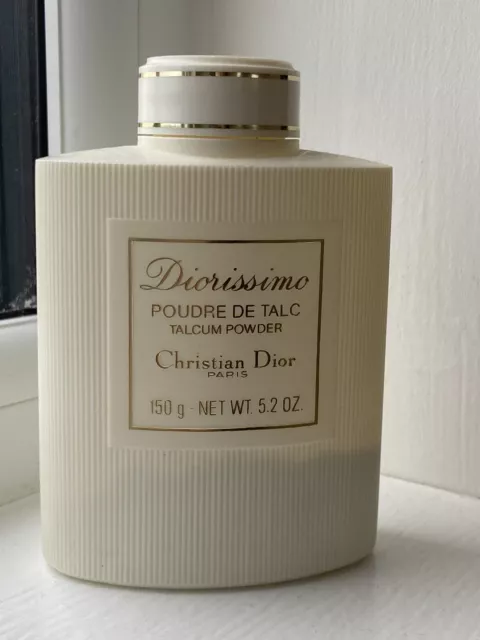 Diorissimo
POUDRE DE TALC
TALCUM POWDER
Christian Dior
PARIS
150 g - NET WT. 5.2 OZ.